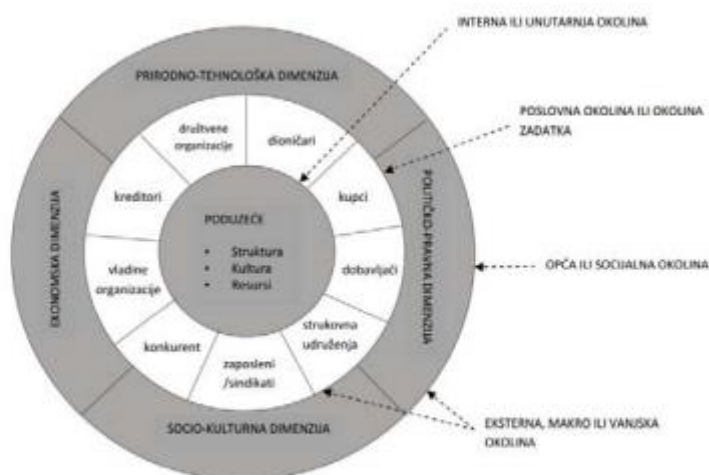 INTERNA ILI UNUTARNJA OKOLINA
PRIRODNO-TEHNOLOŠKA DIMENZIJA
POSLOVNA OKOLINA ILI OKOLINA
ZADATKA
društvene
organizacije
dioničari
kreditori
kupci
PODUZEĆE
• Struktura
• Kultura
• Resursi
EKONOMSKA DIMENZIJA
POLITIČKO-PRAVNA DIMENZIJA
vladine
organizacije
dobavljači
OPĆA ILI SOCIJALNA OKOLINA
konkurent
strukovna
udruženja
zaposleni
/sindikati
SOCIO-KULTURNA DIMENZIJA
EKSTERNA, MAKRO ILI VANJSKA
OKOLINA